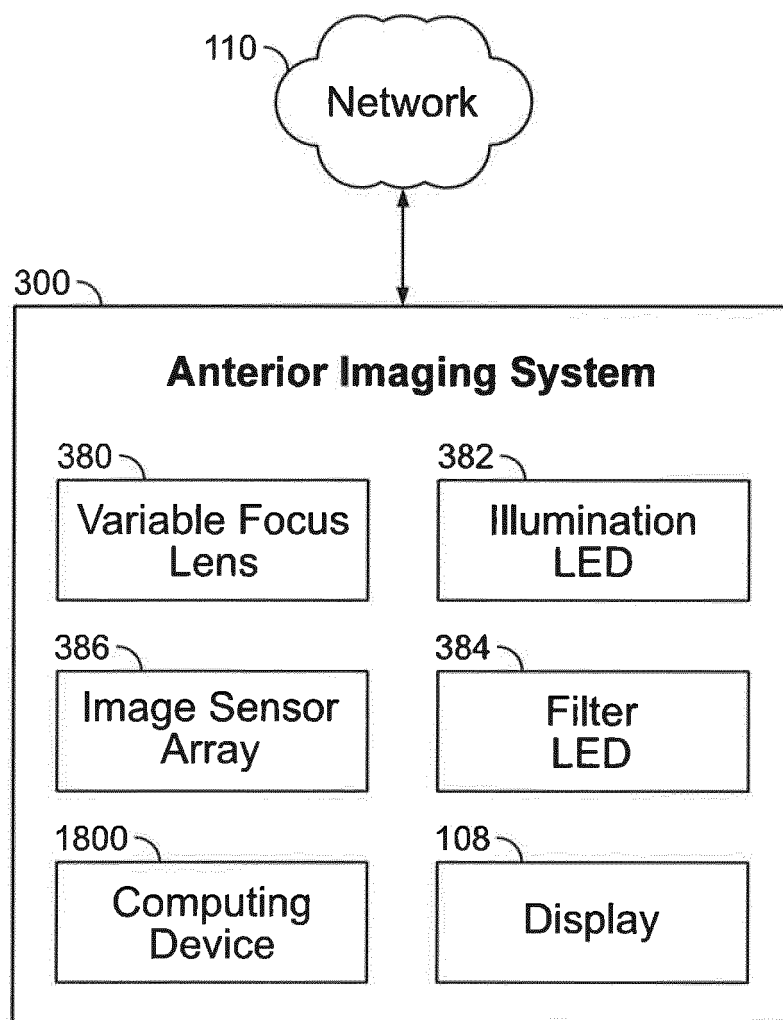 110
Network
300
Anterior Imaging System
380
Variable Focus
Lens
382
Illumination
LED
386
Image Sensor
Array
384
Filter
LED
1800
Computing
Device
108
Display